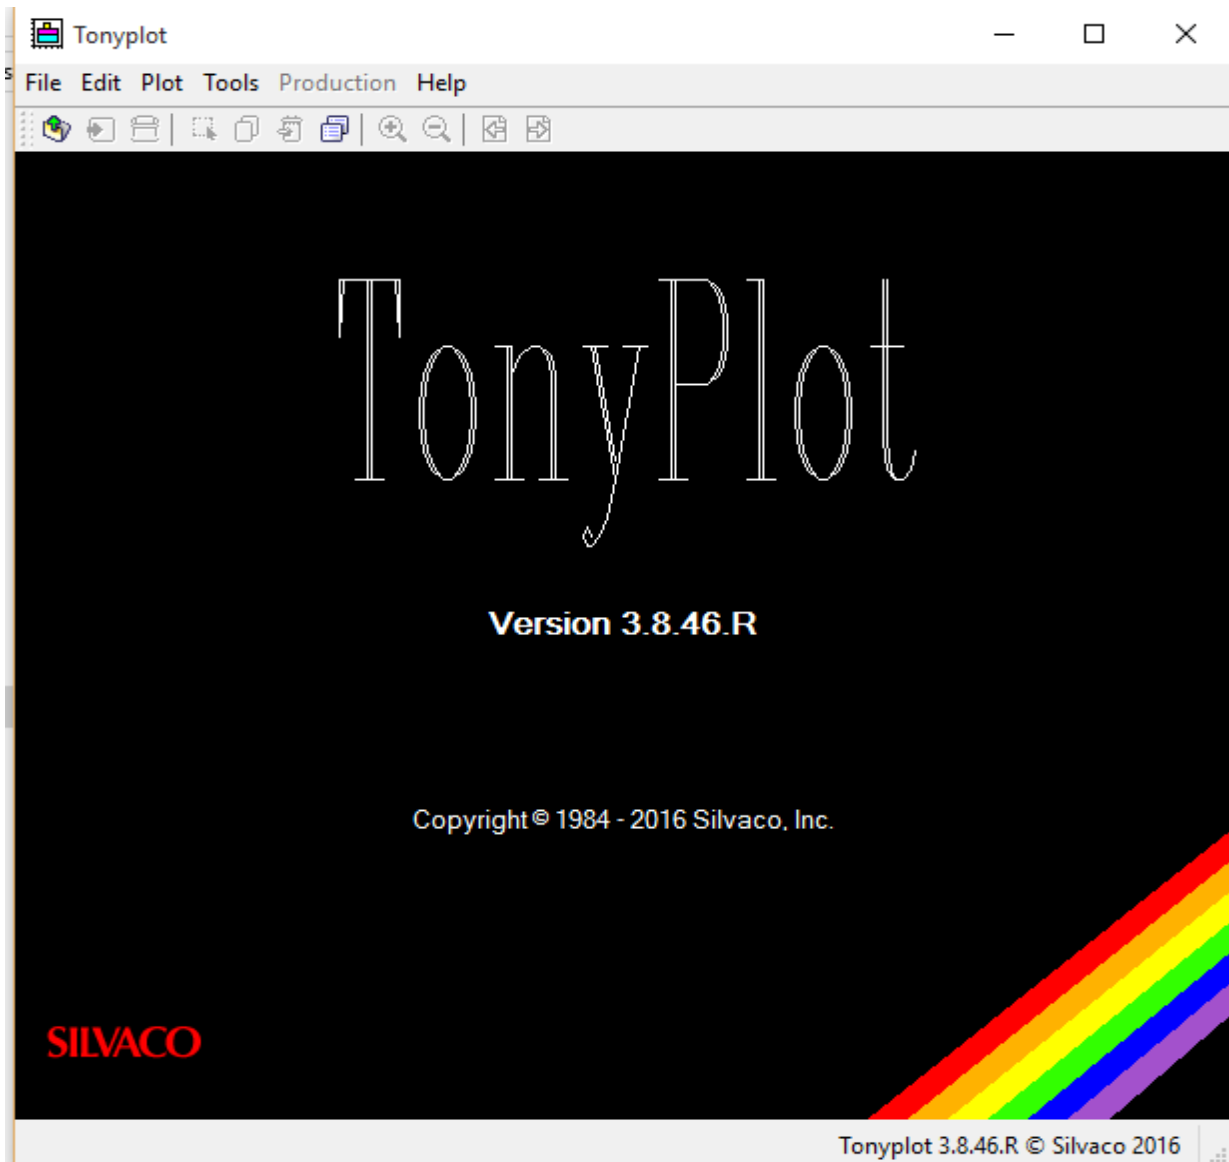 Tonyplot
File Edit Plot Tools Production Help
TonyPlot
Version 3.8.46.R
Copyright © 1984 - 2016 Silvaco, Inc.
SILVACO
Tonyplot 3.8.46.R © Silvaco 2016